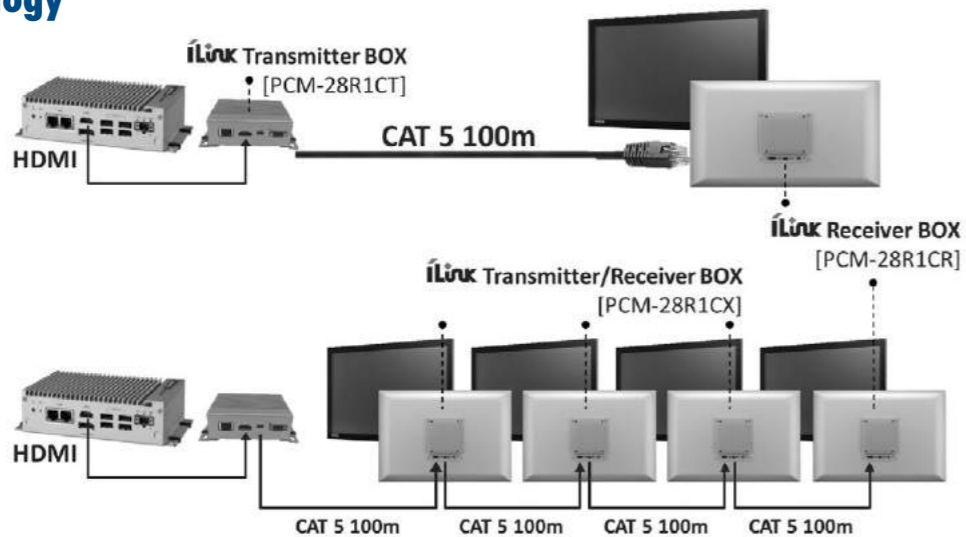 ology
iLink Transmitter BOX
[PCM-28R1CT]
HDMI
CAT 5 100m
iLink Receiver BOX
[PCM-28R1CR]
iLink Transmitter/Receiver BOX
[PCM-28R1CX]
HDMI
CAT 5 100m
CAT 5 100m
CAT 5 100m
CAT 5 100m